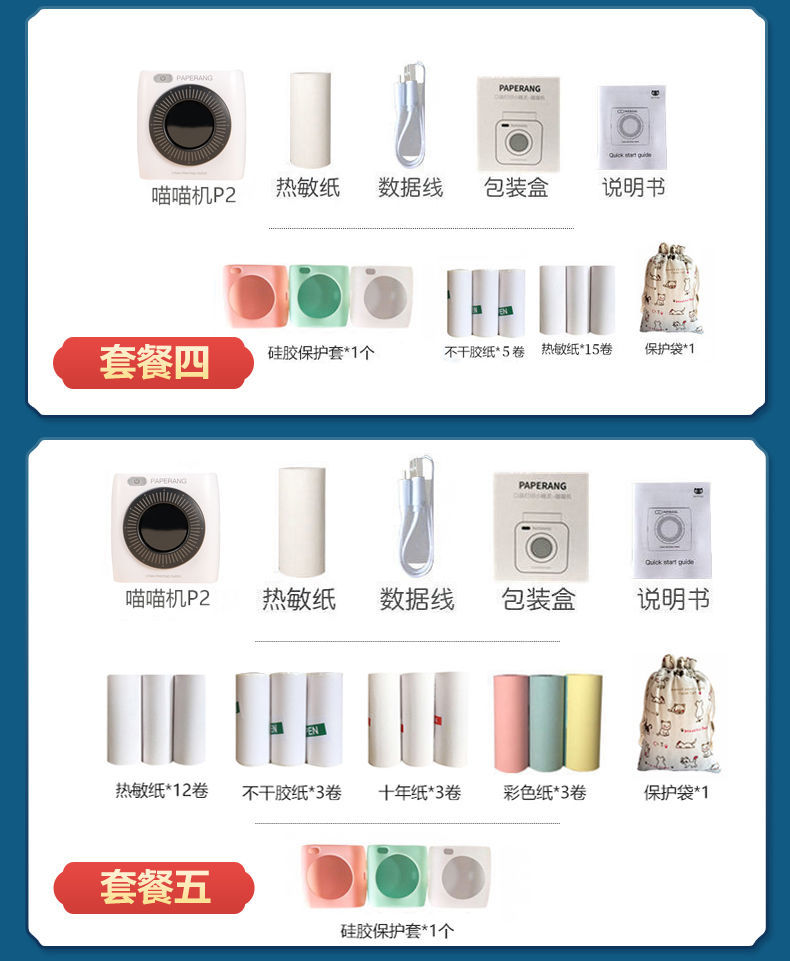 PAPERANG
PAPERANG
Quick start guide
喵喵机P2
热敏纸
数据线
包装盒
说明书
PEN
硅胶保护套*1个
不干胶纸*5卷
热敏纸*15卷
保护袋*1
套餐四
PAPERANG
PAPERANG
Quick start guide
喵喵机P2
热敏纸
数据线
包装盒
说明书
EN
PEN
热敏纸*12卷
不干胶纸*3卷
十年纸*3卷
彩色纸*3卷
保护袋*1
套餐五
硅胶保护套*1个